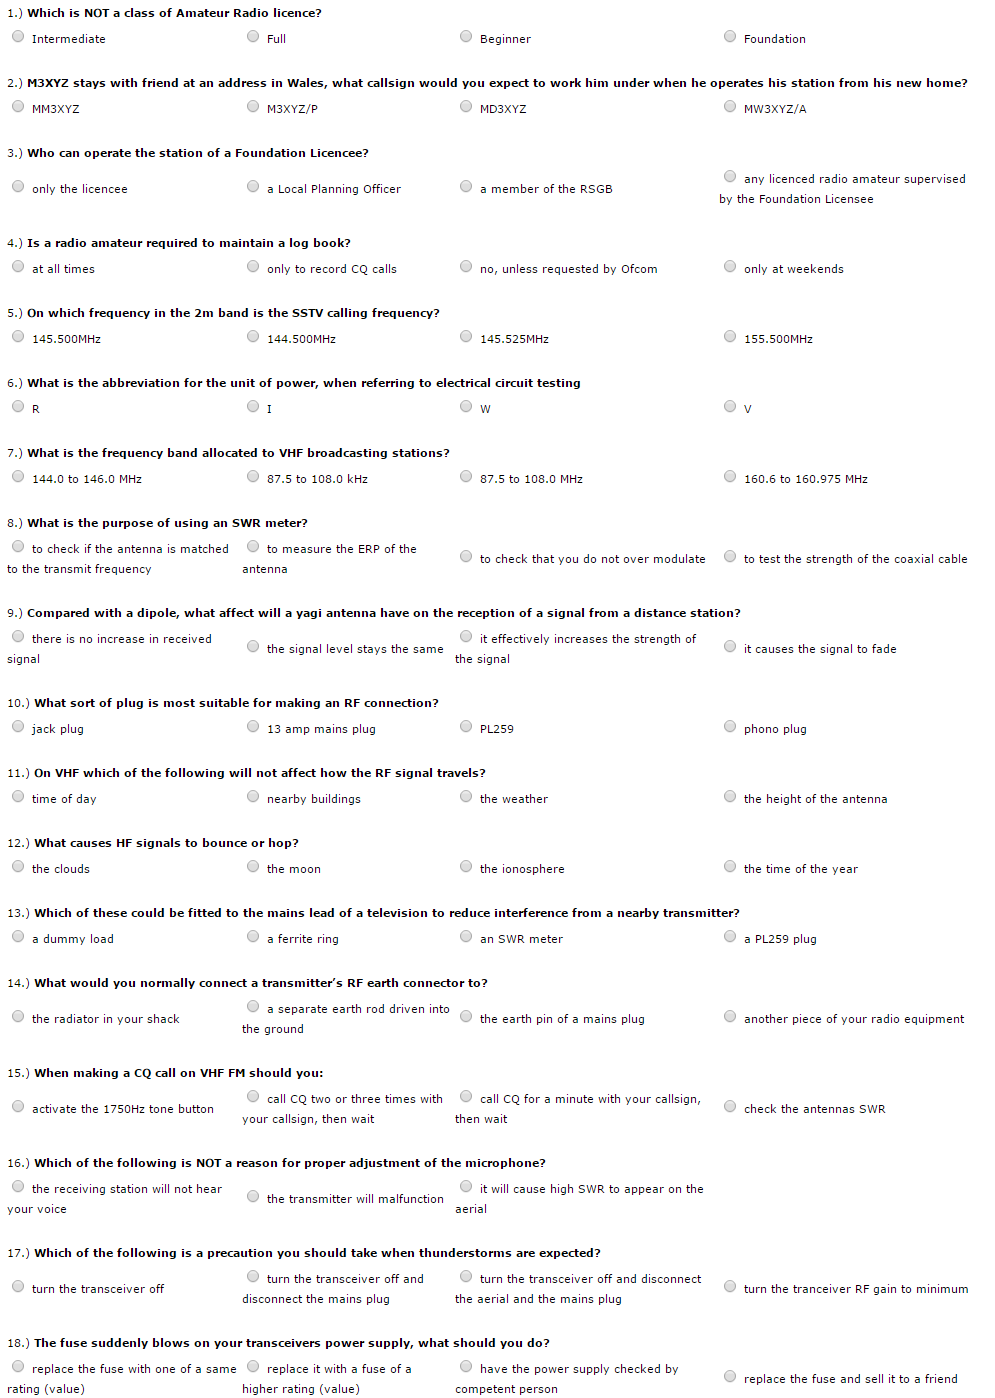 1.) Which is NOT a class of Amateur Radio licence?
Intermediate Full Beginner Foundation
2.) M3XYZ stays with friend at an address in Wales, what callsign would you expect to work him under when he operates his station from his new home?
MM3XYZ M3XYZ/P MD3XYZ MW3XYZ/A
3.) Who can operate the station of a Foundation Licencee?
only the licencee a Local Planning Officer a member of the RSGB any licenced radio amateur supervised
by the Foundation Licensee
4.) Is a radio amateur required to maintain a log book?
at all times only to record CQ calls no, unless requested by Ofcom only at weekends
5.) On which frequency in the 2m band is the SSTV calling frequency?
145.500MHz 144.500MHz 145.525MHz 155.500MHz
6.) What is the abbreviation for the unit of power, when referring to electrical circuit testing
R I W V
7.) What is the frequency band allocated to VHF broadcasting stations?
144.0 to 146.0 MHz 87.5 to 108.0 kHz 87.5 to 108.0 MHz 160.6 to 160.975 MHz
8.) What is the purpose of using an SWR meter?
to check if the antenna is matched
to the transmit frequency
to measure the ERP of the
antenna
to check that you do not over modulate
to test the strength of the coaxial cable
9.) Compared with a dipole, what affect will a yagi antenna have on the reception of a signal from a distance station?
there is no increase in received
signal
the signal level stays the same
it effectively increases the strength of
the signal
it causes the signal to fade
10.) What sort of plug is most suitable for making an RF connection?
jack plug 13 amp mains plug PL259 phono plug
11.) On VHF which of the following will not affect how the RF signal travels?
time of day nearby buildings the weather the height of the antenna
12.) What causes HF signals to bounce or hop?
the clouds the moon the ionosphere the time of the year
13.) Which of these could be fitted to the mains lead of a television to reduce interference from a nearby transmitter?
a dummy load a ferrite ring an SWR meter a PL259 plug
14.) What would you normally connect a transmitter's RF earth connector to?
the radiator in your shack
a separate earth rod driven into
the ground
the earth pin of a mains plug
another piece of your radio equipment
15.) When making a CQ call on VHF FM should you:
activate the 1750Hz tone button
call CQ two or three times with
your callsign, then wait
call CQ for a minute with your callsign,
then wait
check the antennas SWR
16.) Which of the following is NOT a reason for proper adjustment of the microphone?
the receiving station will not hear
your voice
the transmitter will malfunction
it will cause high SWR to appear on the
aerial
17.) Which of the following is a precaution you should take when thunderstorms are expected?
turn the transceiver off
turn the transceiver off and
disconnect the mains plug
turn the transceiver off and disconnect
the aerial and the mains plug
turn the tranceiver RF gain to minimum
18.) The fuse suddenly blows on your transceivers power supply, what should you do?
replace the fuse with one of a same
rating (value)
replace it with a fuse of a
higher rating (value)
have the power supply checked by
competent person
replace the fuse and sell it to a friend